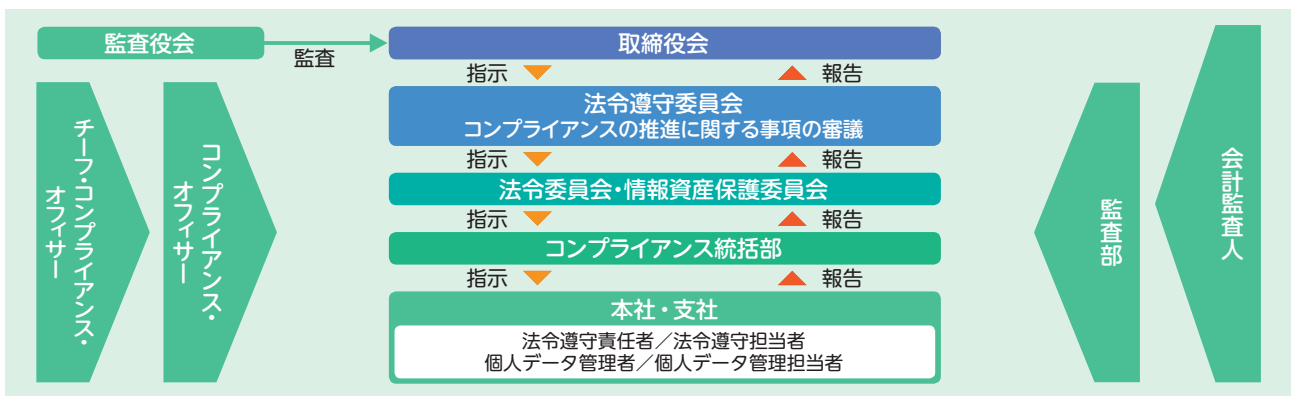 監査役会
監査
取締役会
指示
報告
法令遵守委員会
コンプライアンスの推進に関する事項の審議
指示
報告
法令委員会・情報資産保護委員会
指示
報告
コンプライアンス統括部
指示
報告
本社・支社
法令遵守責任者／法令遵守担当者
個人データ管理者／個人データ管理担当者
チーフ・コンプライアンス・
オフィサー
コンプライアンス・
オフィサー
監査部
会計監査人